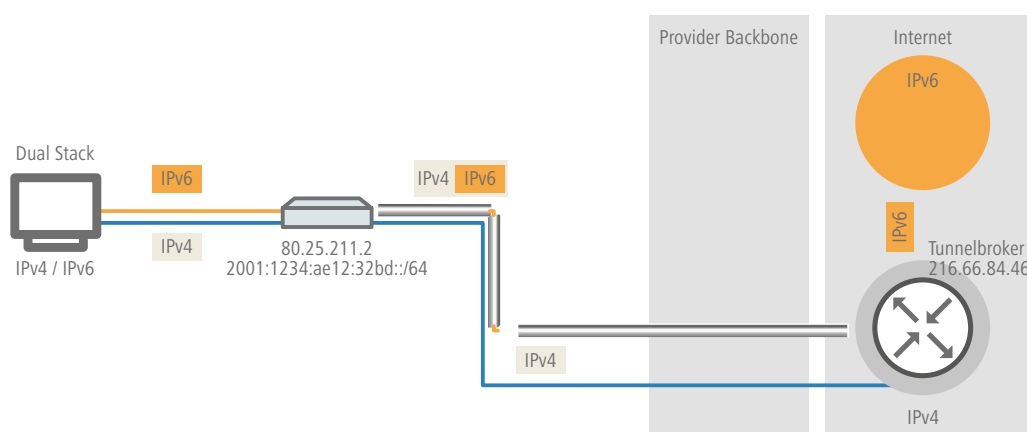 Provider Backbone
Internet
IPv6
Dual Stack
IPv6
IPv4 IPv6
IPv6
IPv4
80.25.211.2
2001:1234:ae12:32bd::/64
IPv4 / IPv6
Tunnelbroker
216.66.84.46
IPv4
IPv4